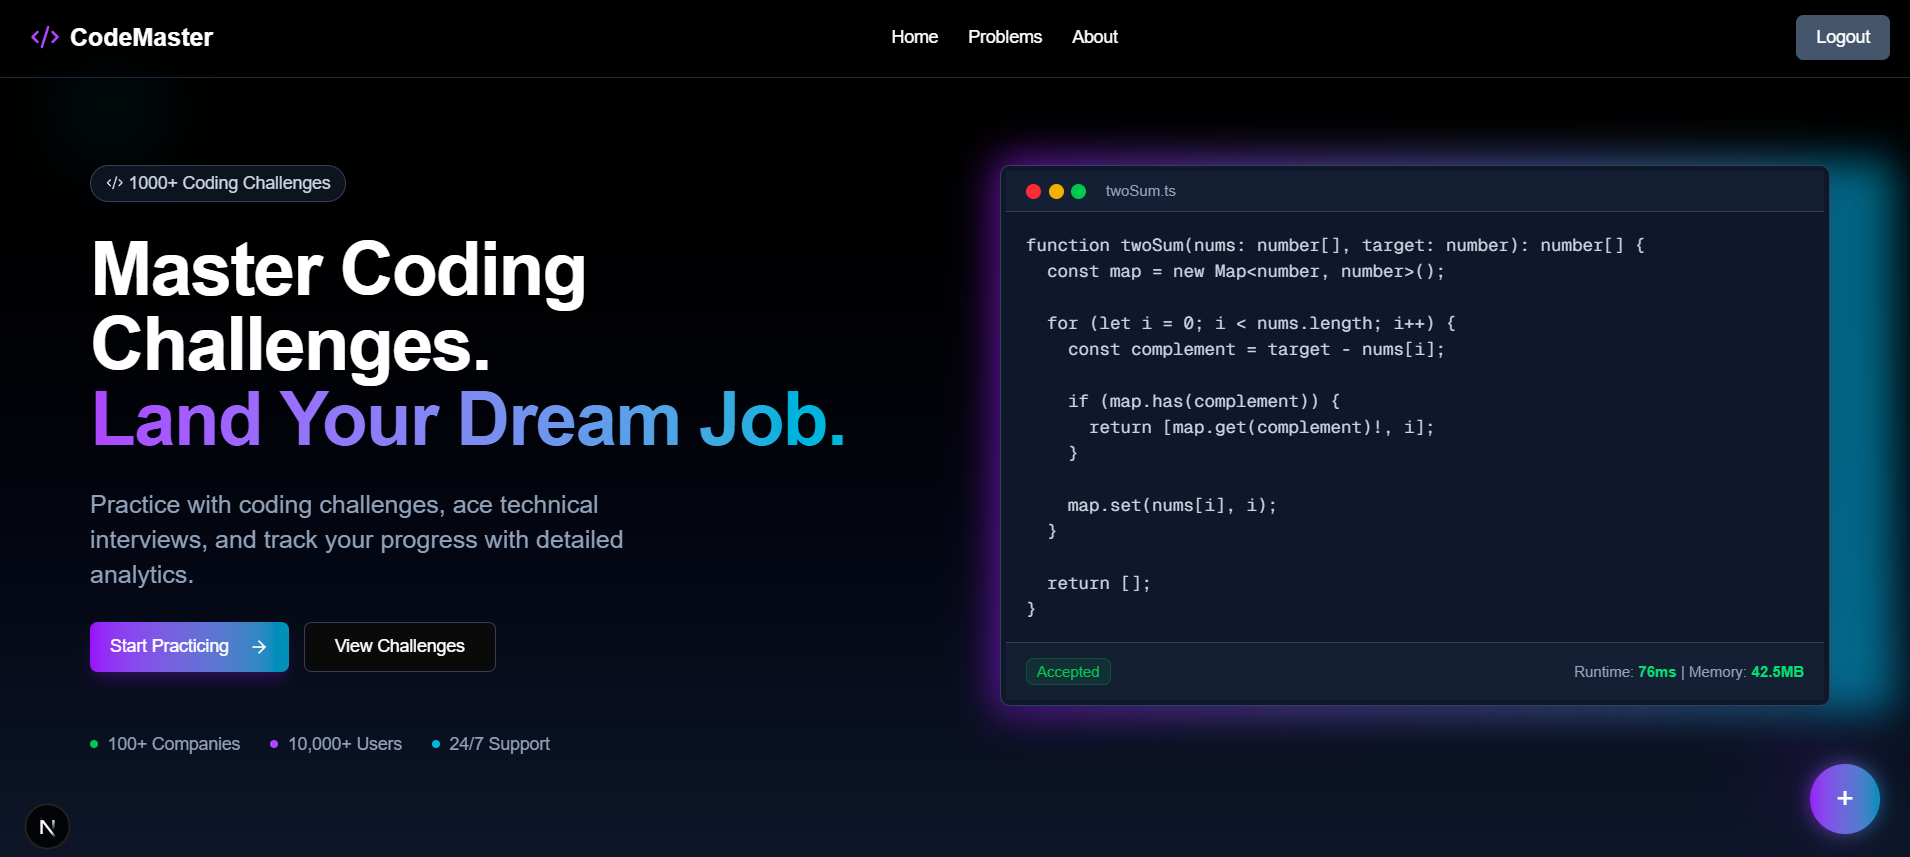 </> CodeMaster
Home Problems About
Logout
</> 1000+ Coding Challenges
Master Coding
Challenges.
Land Your Dream Job.
Practice with coding challenges, ace technical
interviews, and track your progress with detailed
analytics.
Start Practicing →
View Challenges
100+ Companies
10,000+ Users
24/7 Support
twoSum.ts
function twoSum(nums: number[], target: number): number[] {
  const map = new Map<number, number>();
  for (let i = 0; i < nums.length; i++) {
    const complement = target - nums[i];
    if (map.has(complement)) {
      return [map.get(complement)!, i];
    }
    map.set(nums[i], i);
  }
  return [];
}
Accepted
Runtime: 76ms | Memory: 42.5MB
+
N